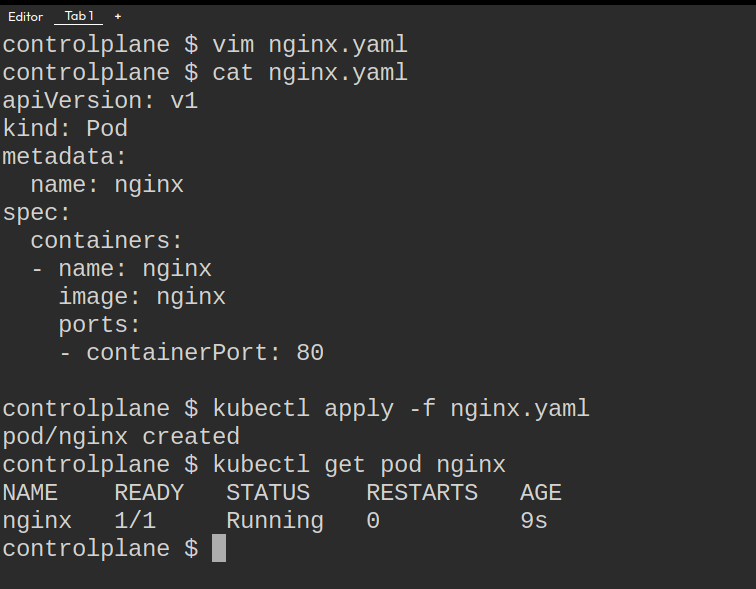 Editor Tab 1 +
controlplane $ vim nginx.yaml
controlplane $ cat nginx.yaml
apiVersion: v1
kind: Pod
metadata:
  name: nginx
spec:
  containers:
  - name: nginx
    image: nginx
    ports:
    - containerPort: 80

controlplane $ kubectl apply -f nginx.yaml
pod/nginx created
controlplane $ kubectl get pod nginx
NAME    READY   STATUS    RESTARTS   AGE
nginx   1/1     Running   0          9s
controlplane $